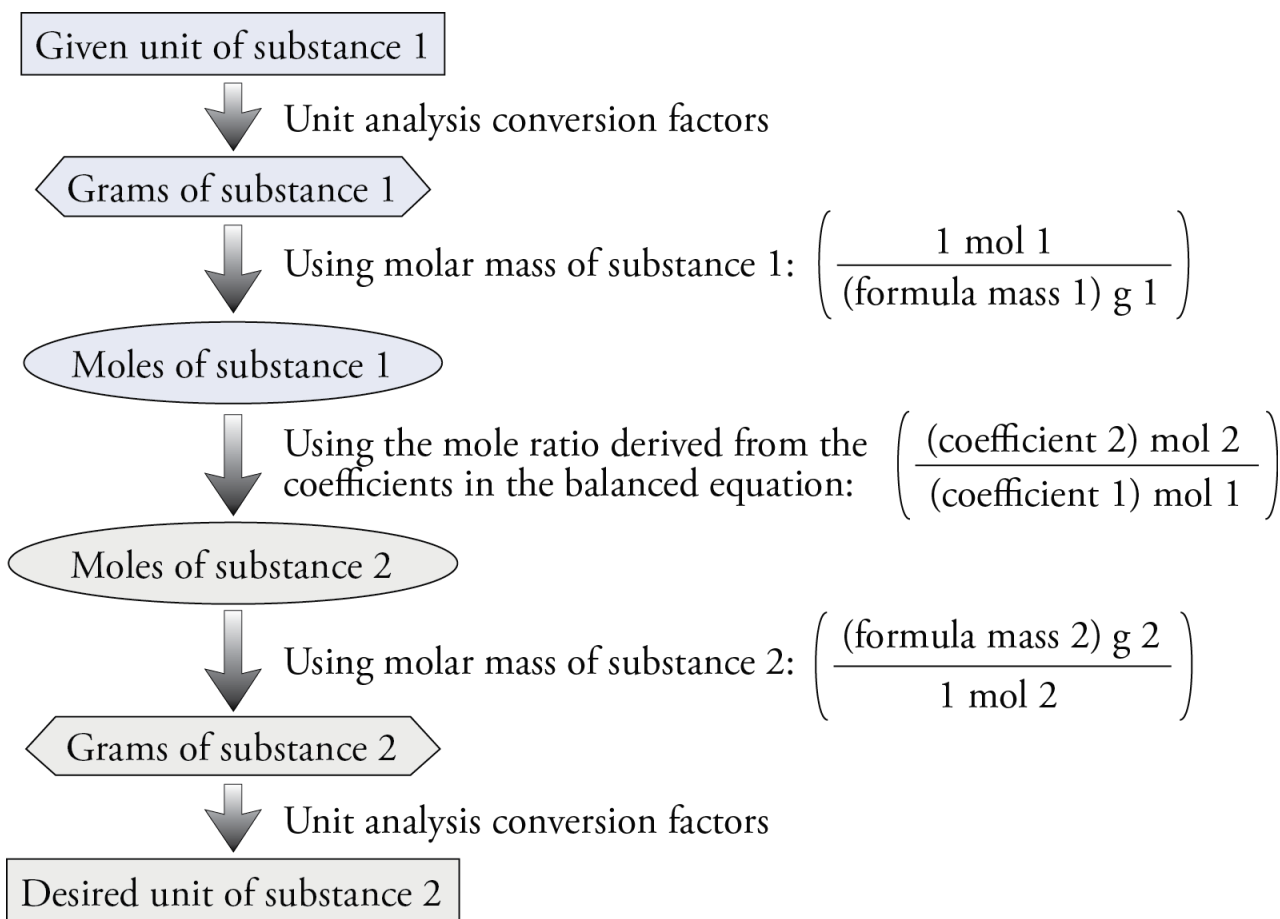 Given unit of substance 1
Unit analysis conversion factors
Grams of substance 1
Using molar mass of substance 1: ( 1 mol 1 / (formula mass 1) g 1 )
Moles of substance 1
Using the mole ratio derived from the
coefficients in the balanced equation: ( (coefficient 2) mol 2 / (coefficient 1) mol 1 )
Moles of substance 2
Using molar mass of substance 2: ( (formula mass 2) g 2 / 1 mol 2 )
Grams of substance 2
Unit analysis conversion factors
Desired unit of substance 2